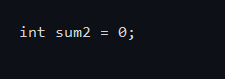 int sum2 = 0;